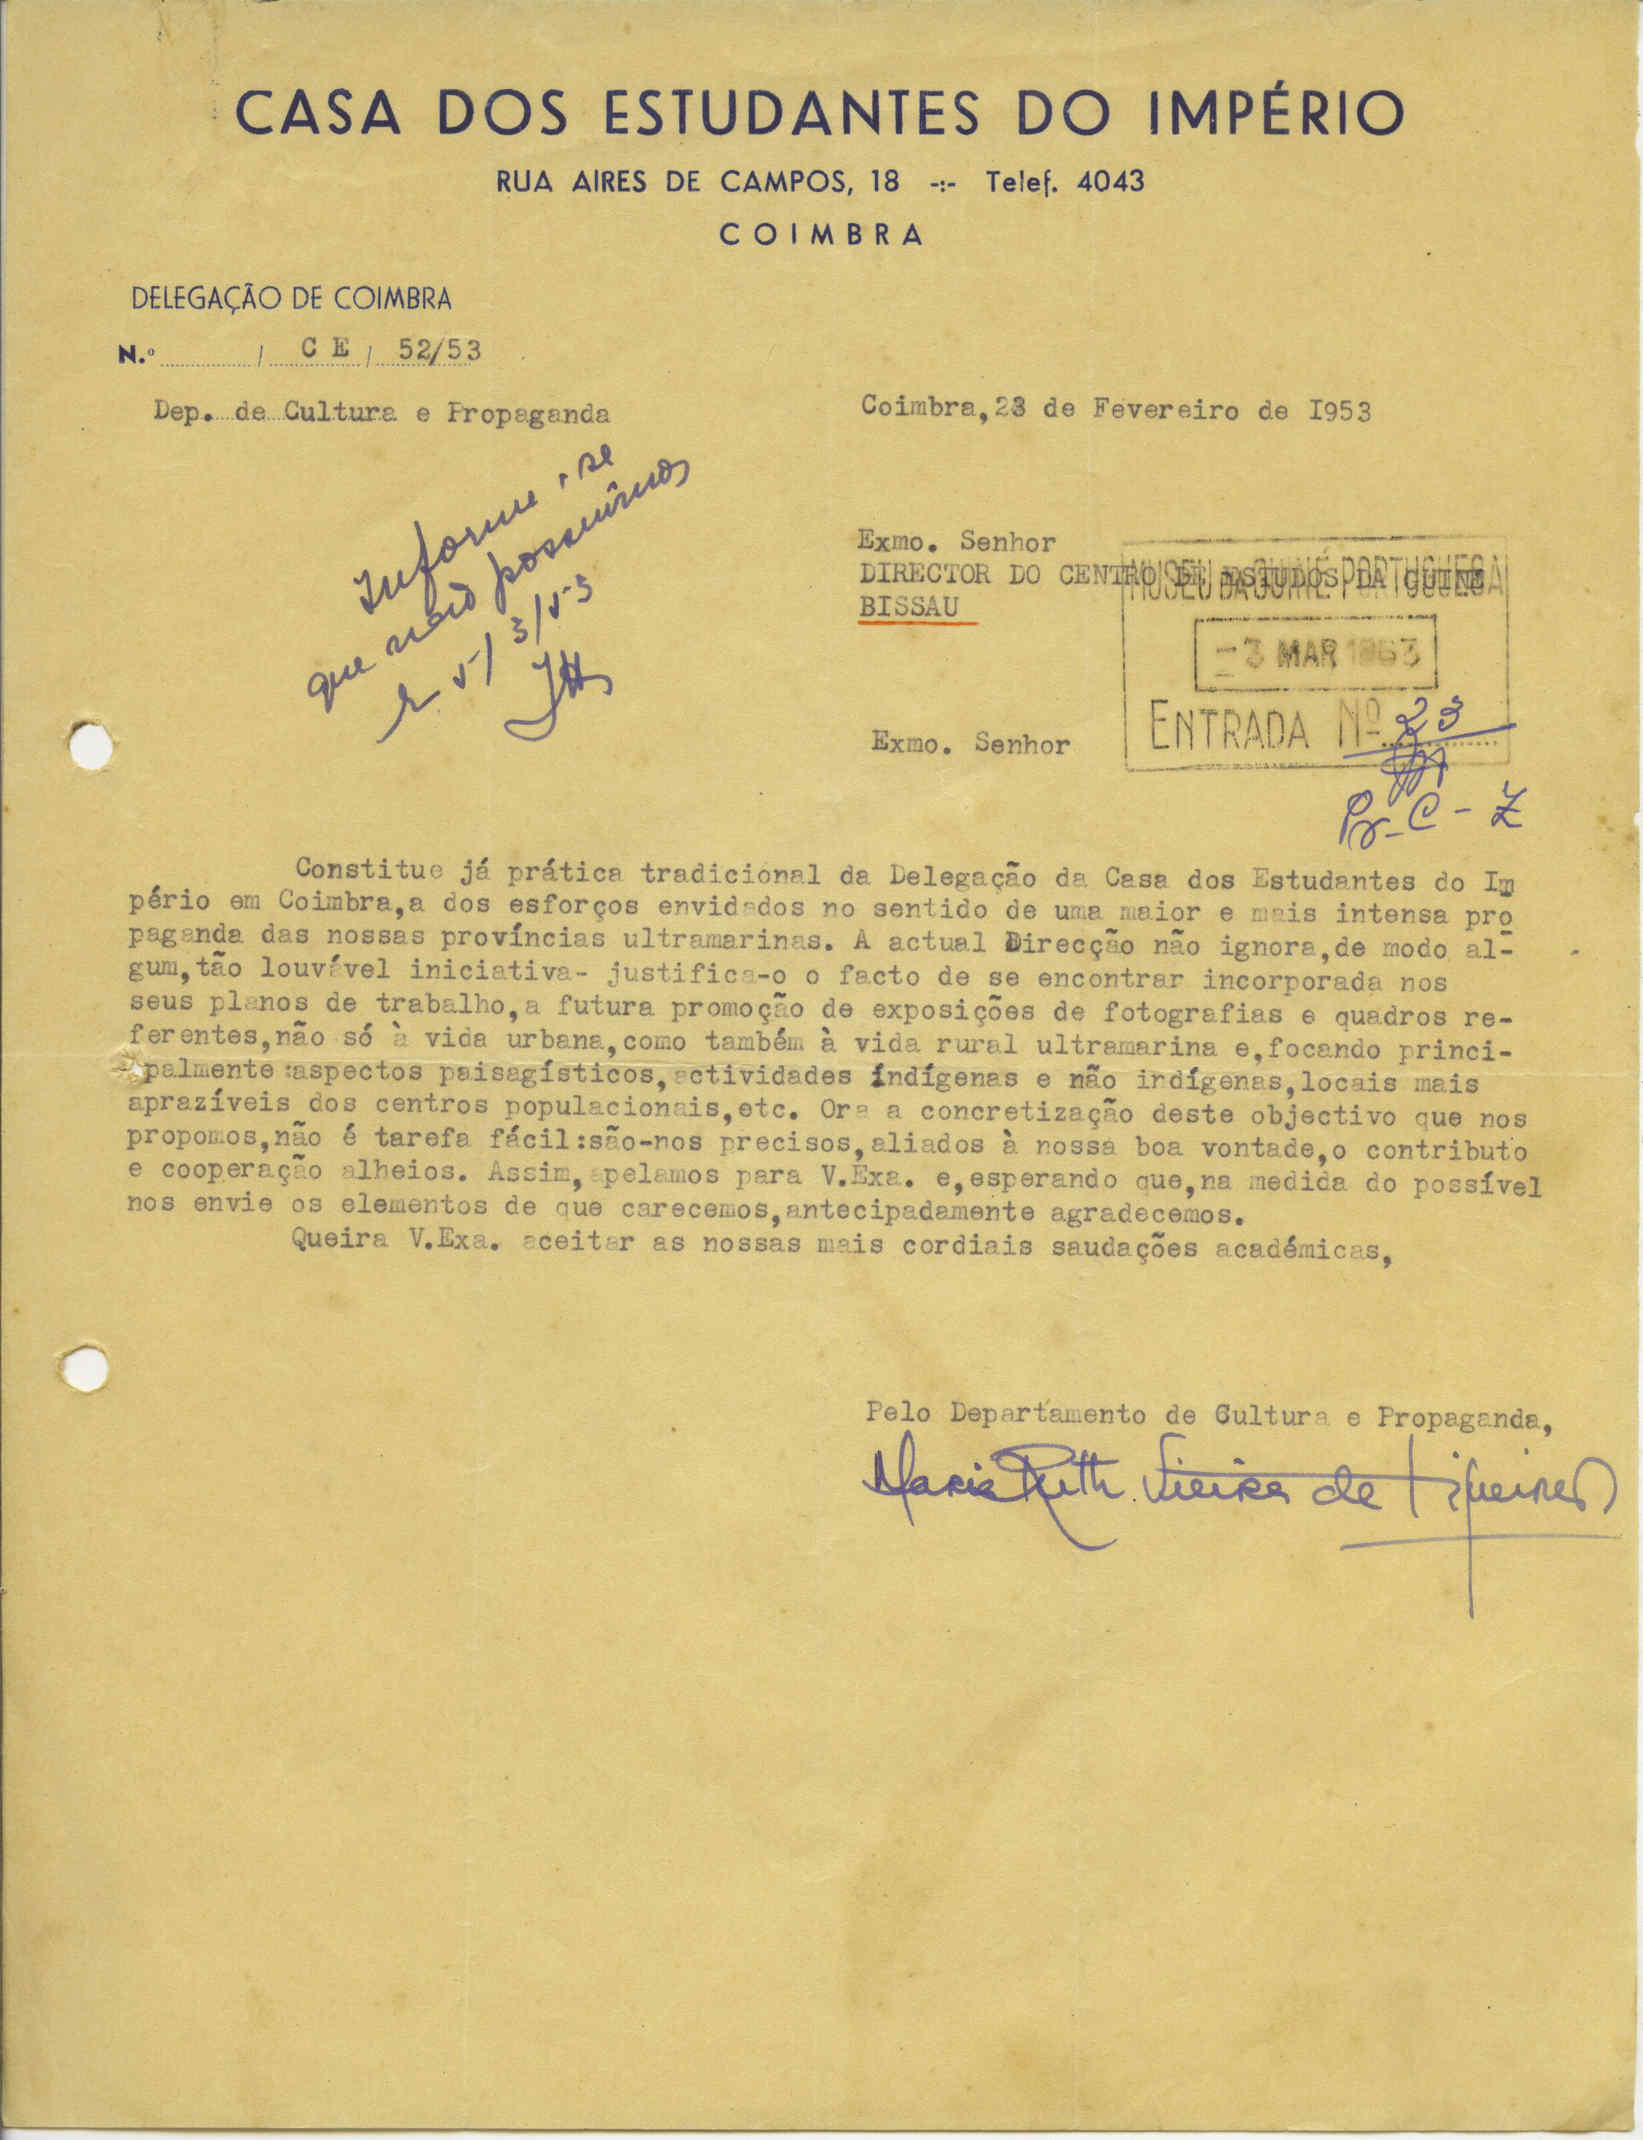 CASA DOS ESTUDANTES DO IMPÉRIO
RUA AIRES DE CAMPOS, 18 -:- Telef. 4043
COIMBRA
DELEGAÇÃO DE COIMBRA
N.º / CE / 52/53
Dep. de Cultura e Propaganda
Coimbra,23 de Fevereiro de I953
Informe-se
que não possuímos
5/3/53
Exmo. Senhor
DIRECTOR DO CENTRO DE ESTUDOS DA GUINÉ
BISSAU
MUSEU DA GUINÉ PORTUGUESA
-3 MAR 1953
ENTRADA Nº 23
Pr-C-Z
Exmo. Senhor
Constitue já prática tradicional da Delegação da Casa dos Estudantes do Im
pério em Coimbra,a dos esforços envidados no sentido de uma maior e mais intensa pro
paganda das nossas províncias ultramarinas. A actual Direcção não ignora,de modo al-
gum,tão louvável iniciativa- justifica-o o facto de se encontrar incorporada nos
seus planos de trabalho,a futura promoção de exposições de fotografias e quadros re-
ferentes,não só à vida urbana,como também à vida rural ultramarina e,focando princi-
palmente:aspectos paisagísticos,actividades índígenas e não indígenas,locais mais
aprazíveis dos centros populacionais,etc. Ora a concretização deste objectivo que nos
propomos,não é tarefa fácil:são-nos precisos,aliados à nossa boa vontade,o contributo
e cooperação alheios. Assim,apelamos para V.Exa. e,esperando que,na medida do possível
nos envie os elementos de que carecemos,antecipadamente agradecemos.
Queira V.Exa. aceitar as nossas mais cordiais saudações académicas,
Pelo Departamento de Cultura e Propaganda,
Maria Ruth Vieira de Figueiredo